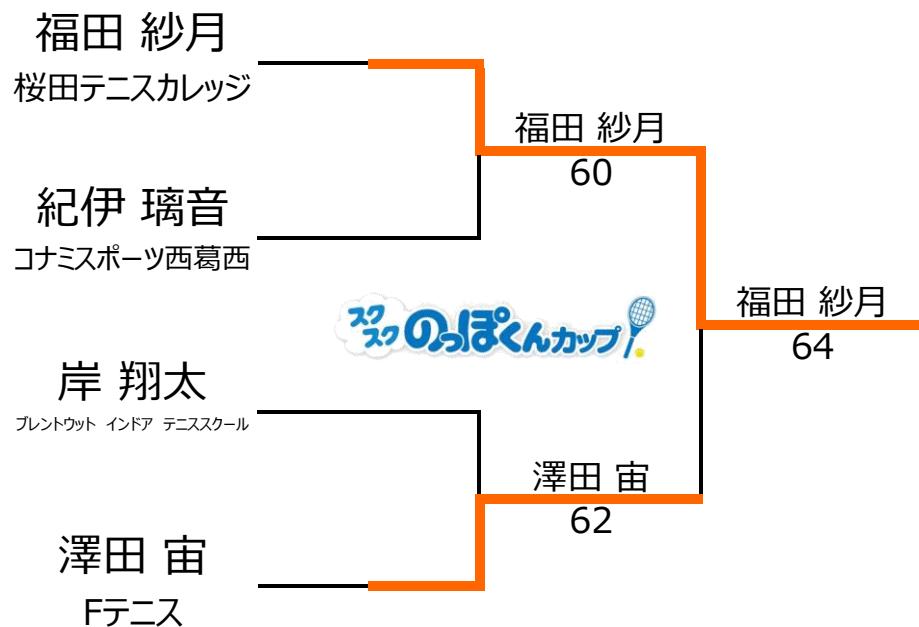 福田 紗月
桜田テニスカレッジ
福田 紗月
60
紀伊 璃音
コナミスポーツ西葛西
スクスク のっぽくんカップ
福田 紗月
64
岸 翔太
ブレントウット インドア テニススクール
澤田 宙
62
澤田 宙
Fテニス